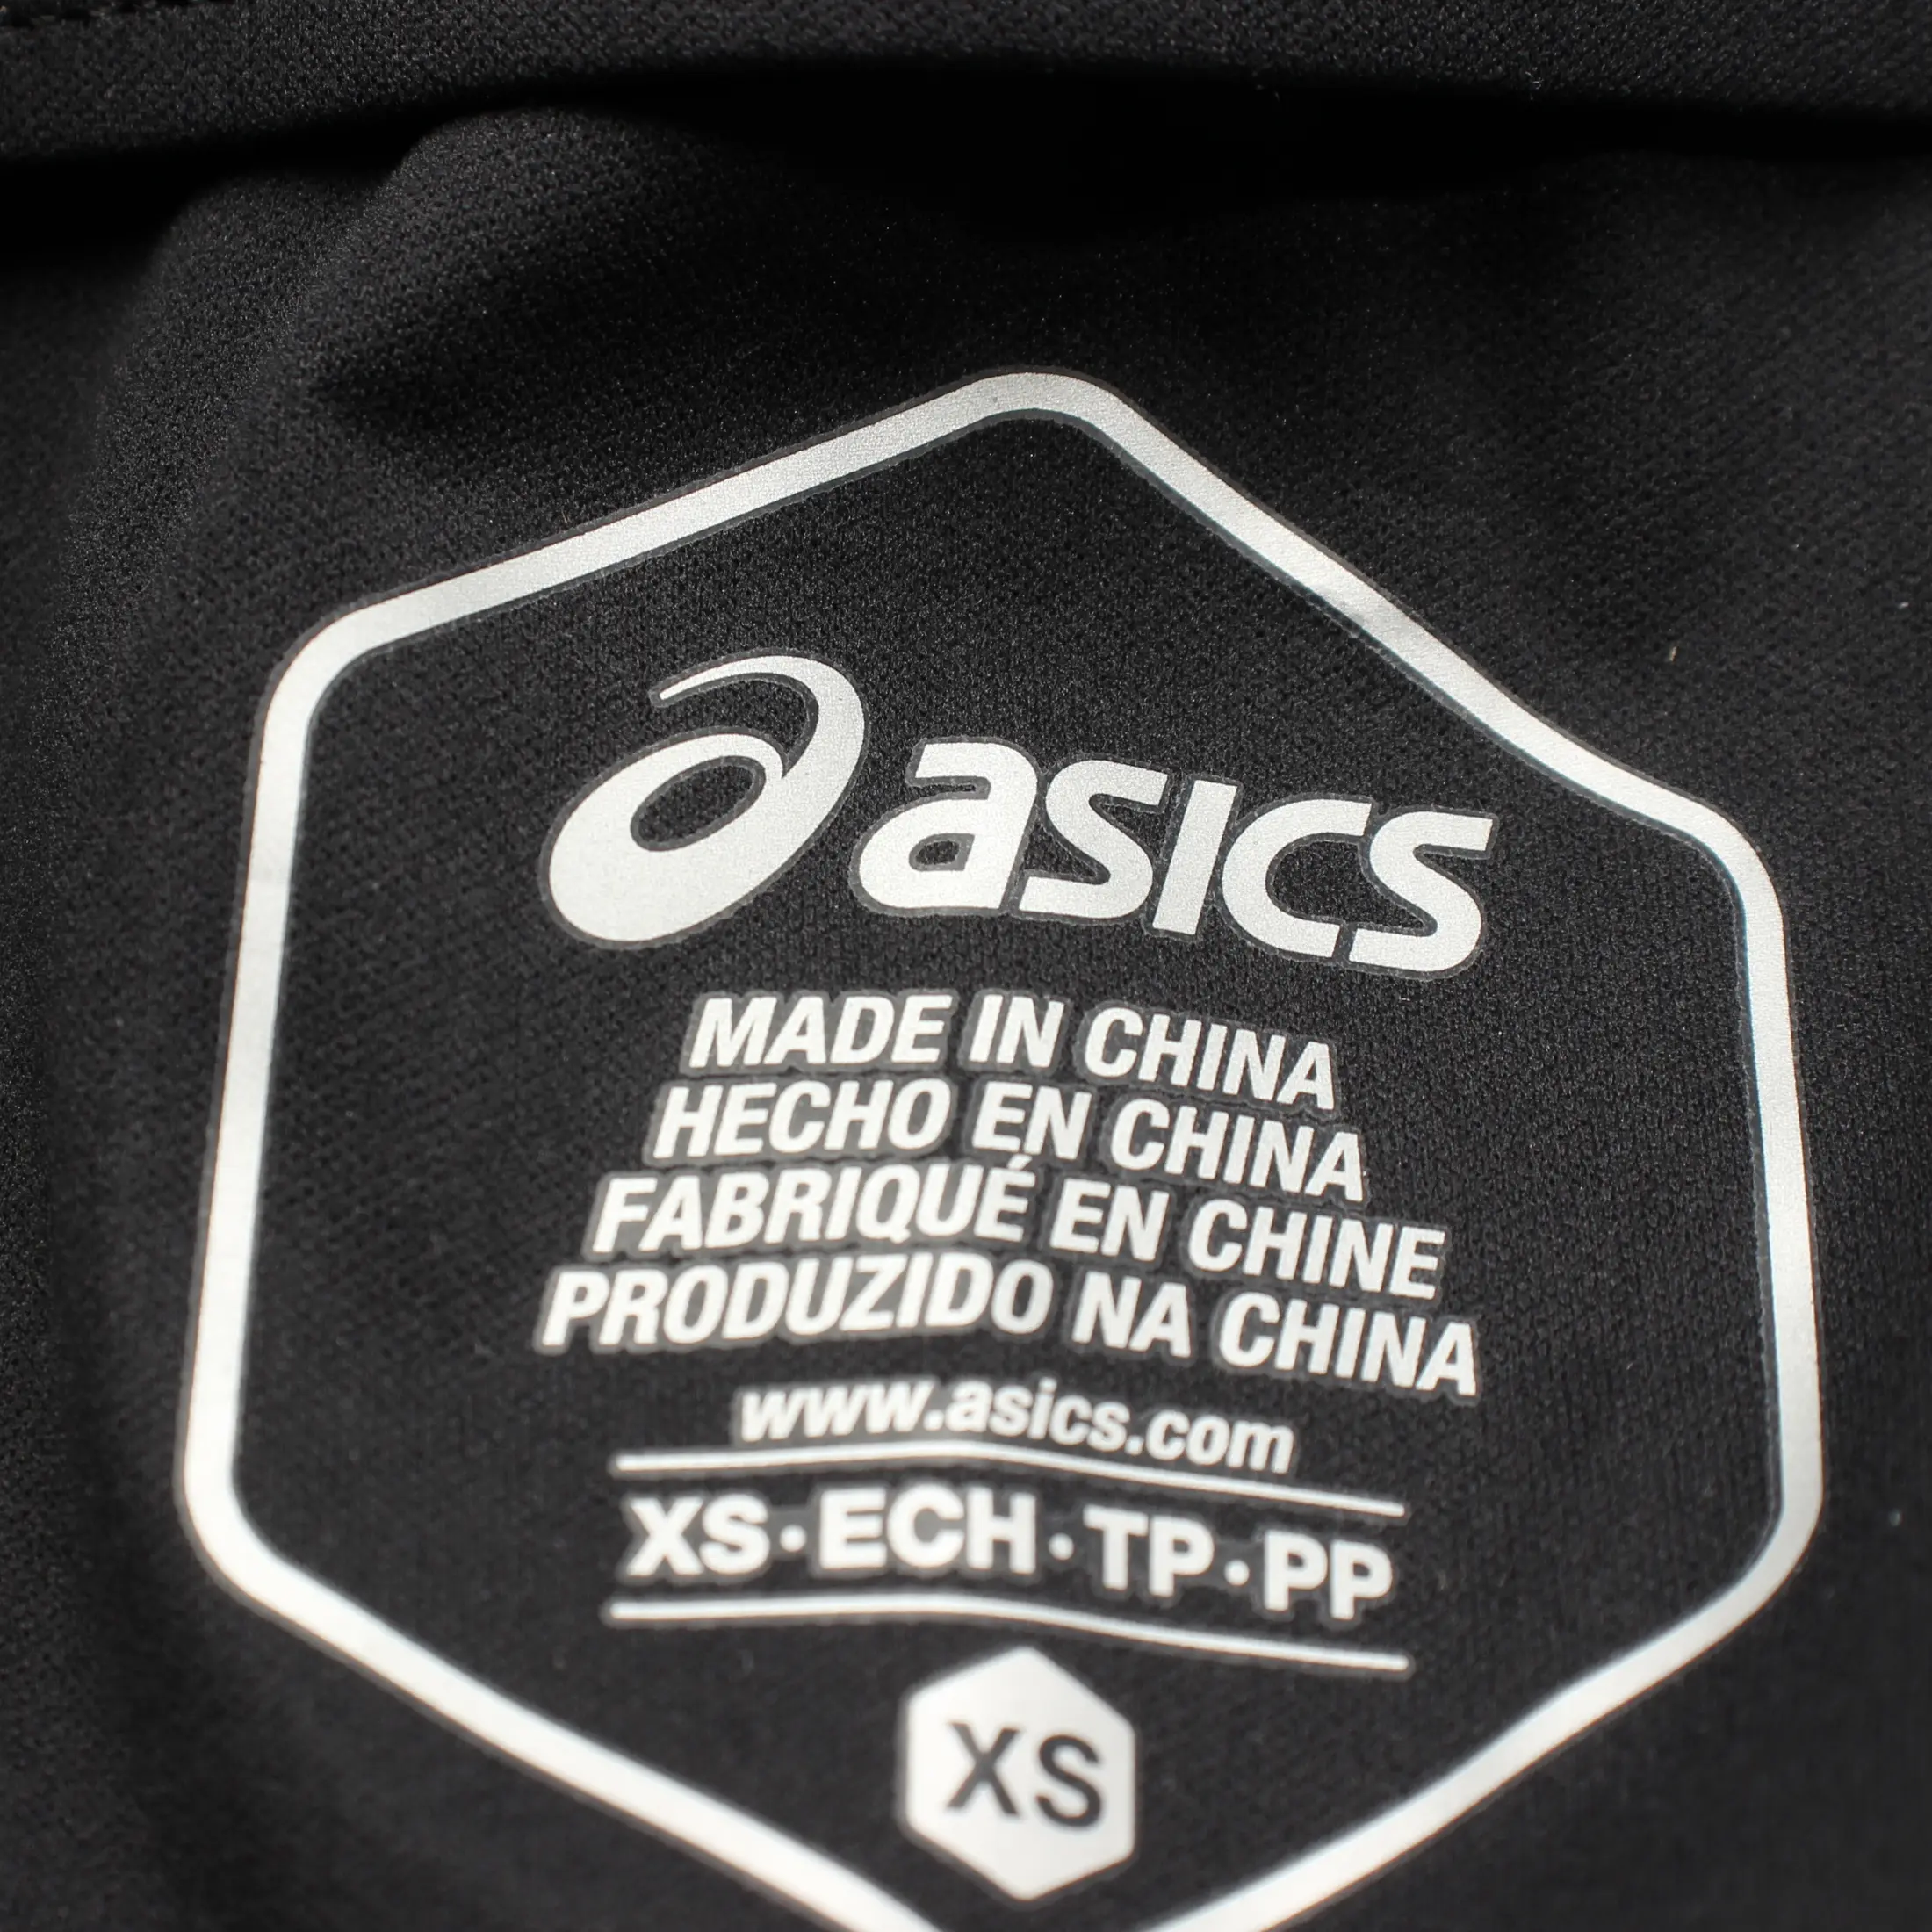 asics
MADE IN CHINA
HECHO EN CHINA
FABRIQUÉ EN CHINE
PRODUZIDO NA CHINA
www.asics.com
XS·ECH·TP·PP
XS